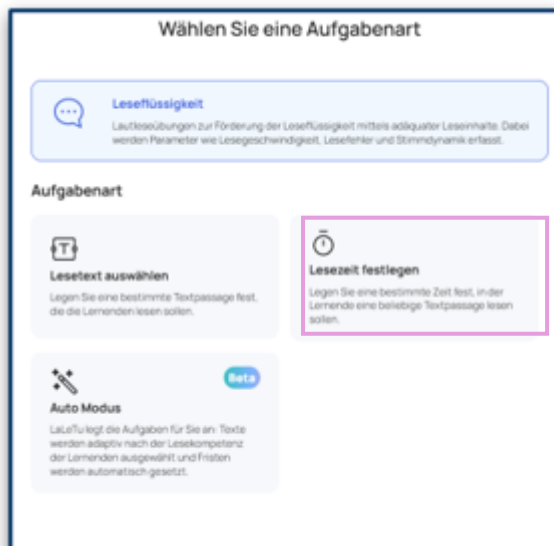 Wählen Sie eine Aufgabenart
Leseflüssigkeit
Lautleseübungen zur Förderung der Leseflüssigkeit mittels adäquater Leseinhalte. Dabei
werden Parameter wie Lesegeschwindigkeit, Lesefehler und Stimmdynamik erfasst.
Aufgabenart
T
Lesetext auswählen
Legen Sie eine bestimmte Textpassage fest,
die die Lernenden lesen sollen.
Lesezeit festlegen
Legen Sie eine bestimmte Zeit fest, in der
Lernende eine beliebige Textpassage lesen
sollen.
Beta
Auto Modus
LaLeTu legt die Aufgaben für Sie an: Texte
werden adaptiv nach der Lesekompetenz
der Lernenden ausgewählt und Fristen
werden automatisch gesetzt.